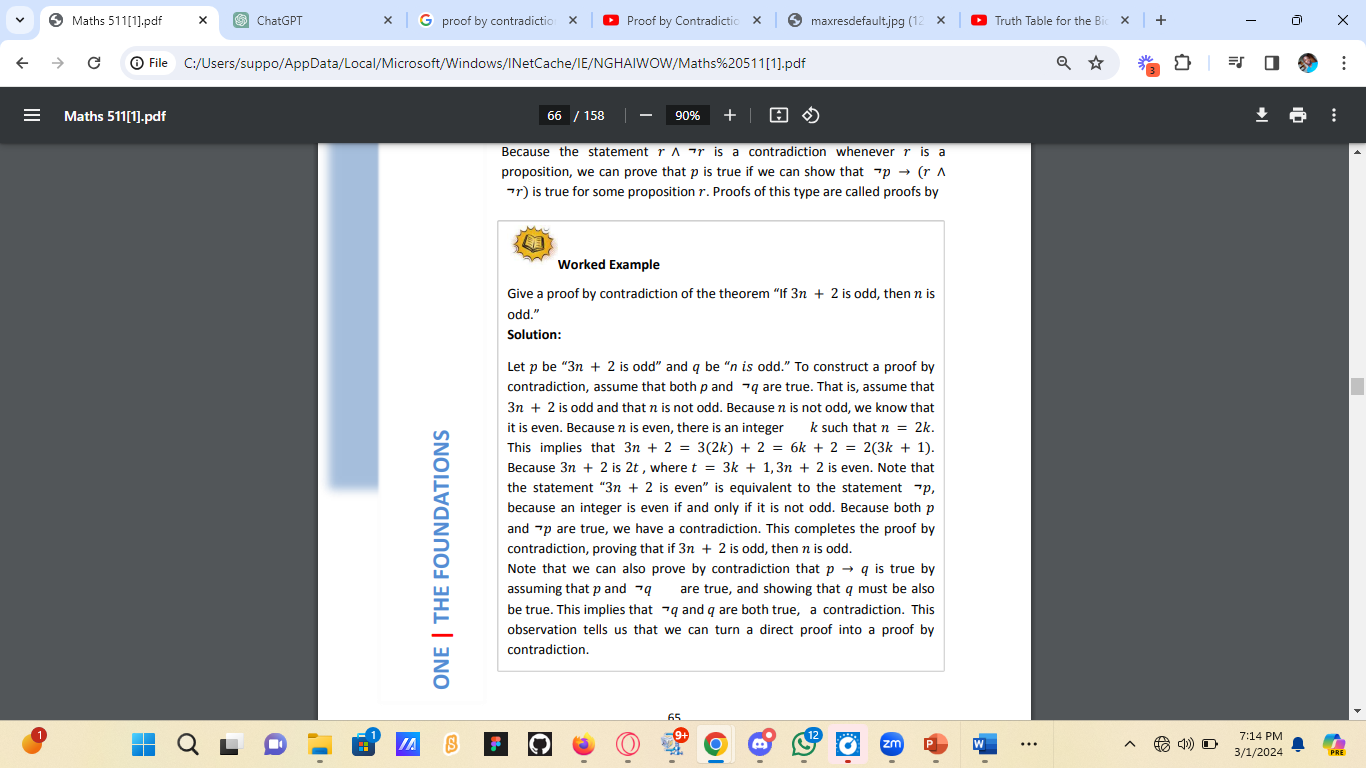 Maths 511[1].pdf
ChatGPT
proof by contradictio
Proof by Contradictio
maxresdefault.jpg (12
Truth Table for the Bic
File
C:/Users/suppo/AppData/Local/Microsoft/Windows/INetCache/IE/NGHAIWOW/Maths%20511[1].pdf
3
Maths 511[1].pdf
66 / 158
90%
Because the statement r ∧ ¬r is a contradiction whenever r is a
proposition, we can prove that p is true if we can show that ¬p → (r ∧
¬r) is true for some proposition r. Proofs of this type are called proofs by
Worked Example
Give a proof by contradiction of the theorem “If 3n + 2 is odd, then n is
odd.”
Solution:
Let p be “3n + 2 is odd” and q be “n is odd.” To construct a proof by
contradiction, assume that both p and ¬q are true. That is, assume that
3n + 2 is odd and that n is not odd. Because n is not odd, we know that
it is even. Because n is even, there is an integer k such that n = 2k.
This implies that 3n + 2 = 3(2k) + 2 = 6k + 2 = 2(3k + 1).
Because 3n + 2 is 2t , where t = 3k + 1, 3n + 2 is even. Note that
the statement “3n + 2 is even” is equivalent to the statement ¬p,
because an integer is even if and only if it is not odd. Because both p
and ¬p are true, we have a contradiction. This completes the proof by
contradiction, proving that if 3n + 2 is odd, then n is odd.
Note that we can also prove by contradiction that p → q is true by
assuming that p and ¬q are true, and showing that q must be also
be true. This implies that ¬q and q are both true, a contradiction. This
observation tells us that we can turn a direct proof into a proof by
contradiction.
ONE | THE FOUNDATIONS
65
1
1
9+
12
zm
7:14 PM
3/1/2024
PRE